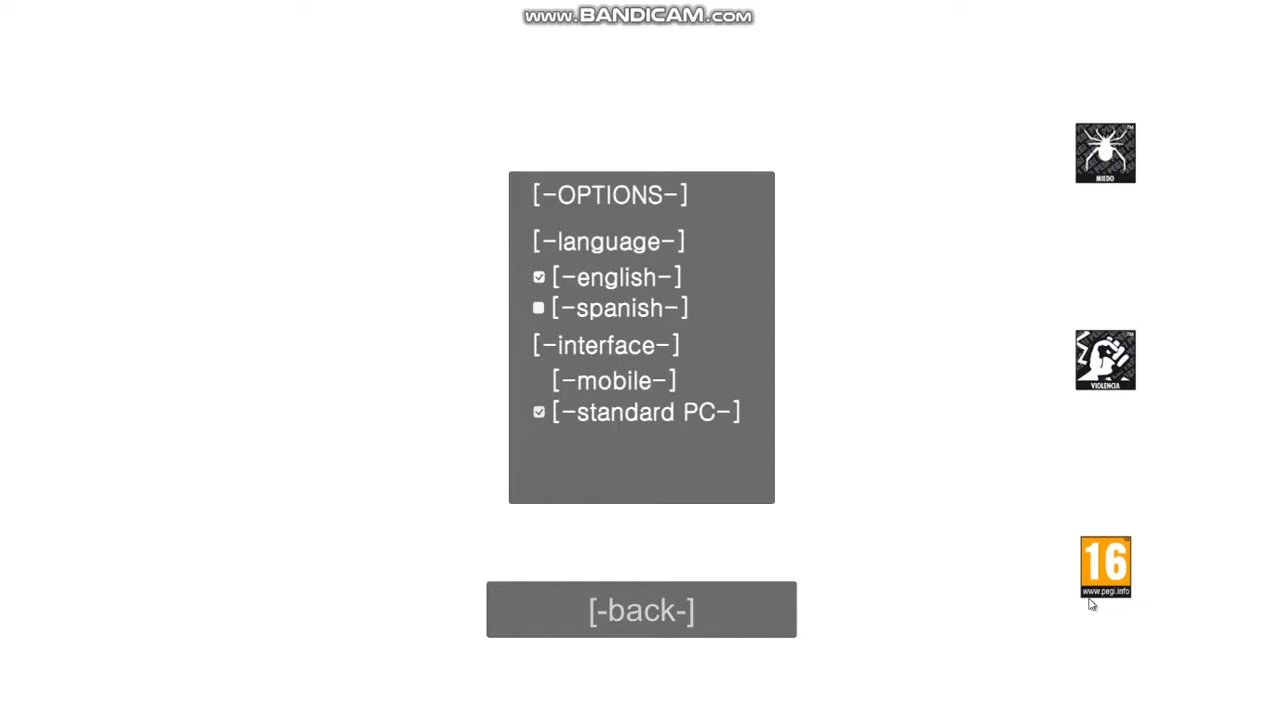 www.BANDICAM.com
[-OPTIONS-]
[-language-]
[-english-]
[-spanish-]
[-interface-]
[-mobile-]
[-standard PC-]
[-back-]
MIEDO
VIOLENCIA
16
www.pegi.info